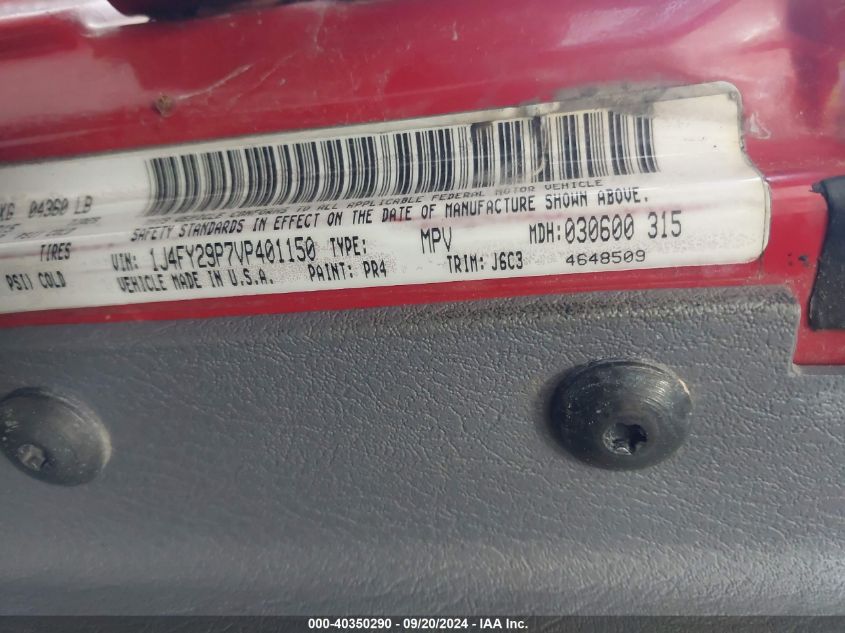 KG 04360 LB
THIS VEHICLE CONFORMS TO ALL APPLICABLE FEDERAL MOTOR VEHICLE
SAFETY STANDARDS IN EFFECT ON THE DATE OF MANUFACTURE SHOWN ABOVE.
TIRES
VIN: 1J4FY29P7VP401150 TYPE: MPV MDH:030600 315
PSI) COLD
VEHICLE MADE IN U.S.A. PAINT: PR4 TRIM: J6C3 4648509
000-40350290 - 09/20/2024 - IAA Inc.